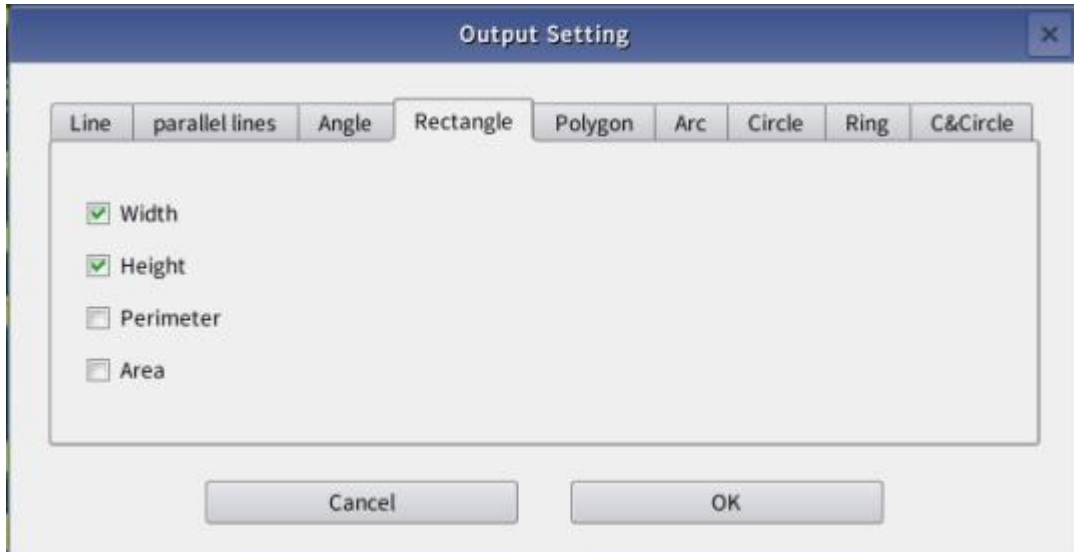 Output Setting
Line parallel lines Angle Rectangle Polygon Arc Circle Ring C&Circle
Width
Height
Perimeter
Area
Cancel OK